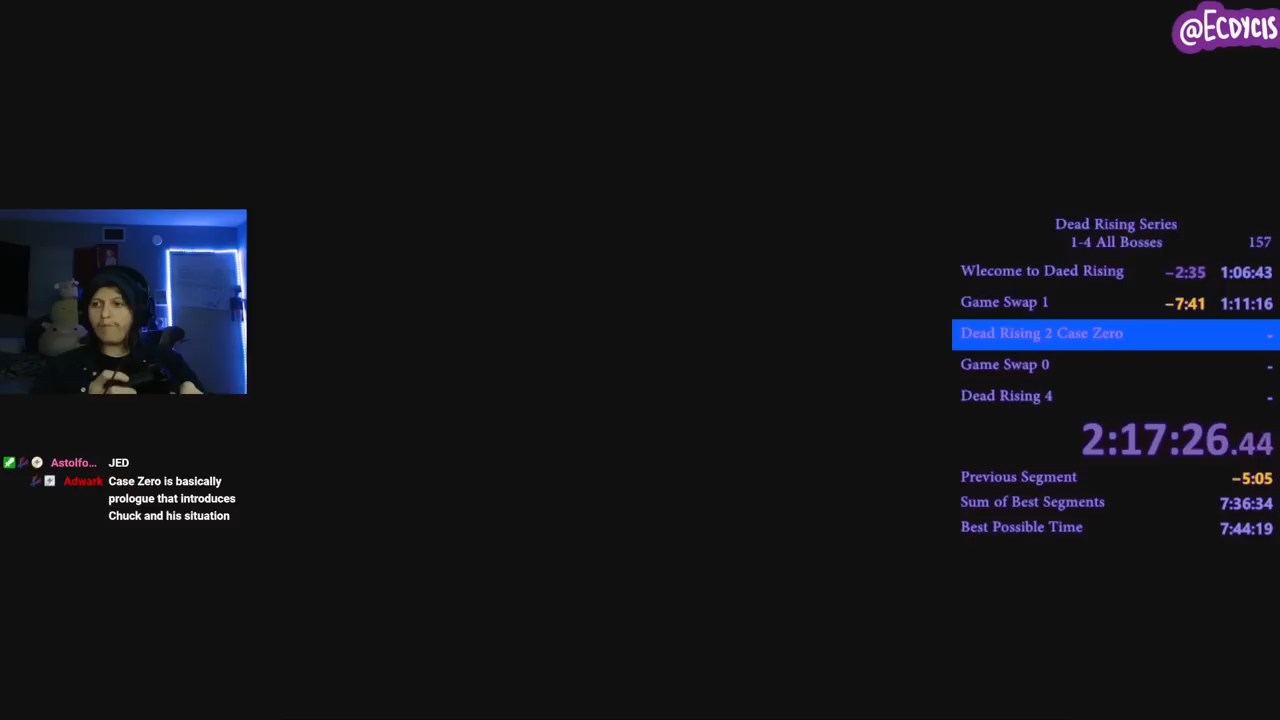 @ECDYCIS
Dead Rising Series
1-4 All Bosses 157
Wlecome to Daed Rising −2:35 1:06:43
Game Swap 1 −7:41 1:11:16
Dead Rising 2 Case Zero -
Game Swap 0 -
Dead Rising 4 -
2:17:26.44
Previous Segment −5:05
Sum of Best Segments 7:36:34
Best Possible Time 7:44:19
Astolfo... JED
Adwark Case Zero is basically
prologue that introduces
Chuck and his situation